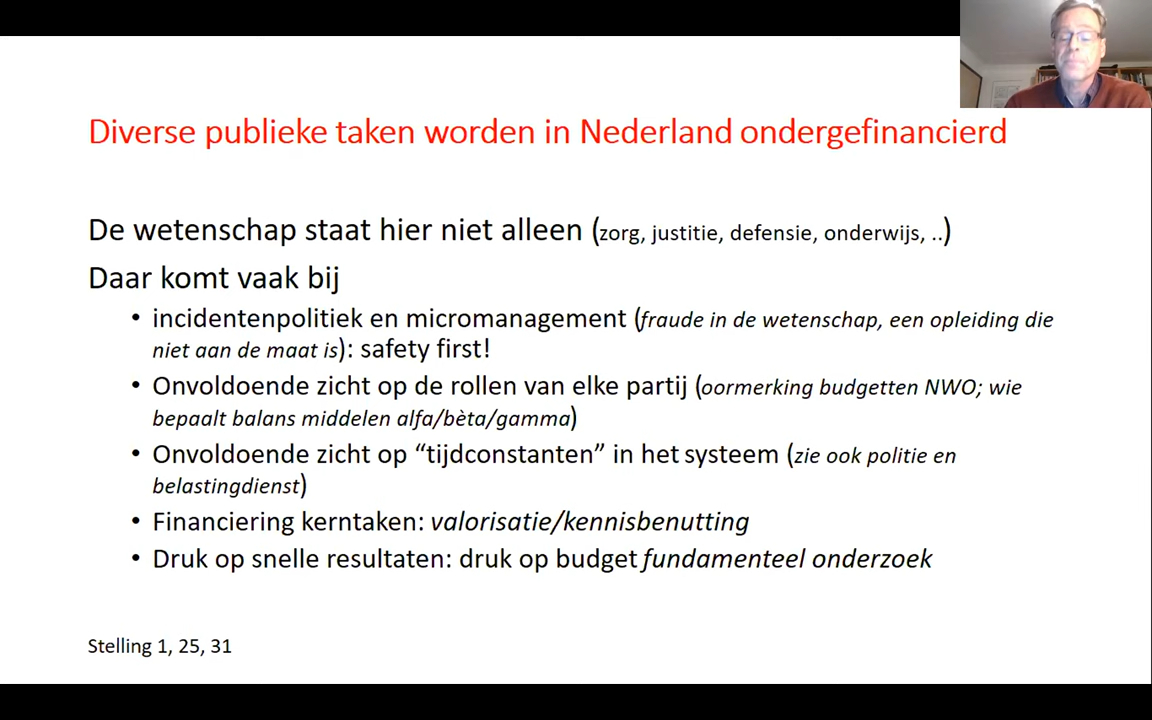 Diverse publieke taken worden in Nederland ondergefinancierd
De wetenschap staat hier niet alleen (zorg, justitie, defensie, onderwijs, ..)
Daar komt vaak bij
• incidentenpolitiek en micromanagement (fraude in de wetenschap, een opleiding die
niet aan de maat is): safety first!
• Onvoldoende zicht op de rollen van elke partij (oormerking budgetten NWO; wie
bepaalt balans middelen alfa/bèta/gamma)
• Onvoldoende zicht op “tijdconstanten” in het systeem (zie ook politie en
belastingdienst)
• Financiering kerntaken: valorisatie/kennisbenutting
• Druk op snelle resultaten: druk op budget fundamenteel onderzoek
Stelling 1, 25, 31